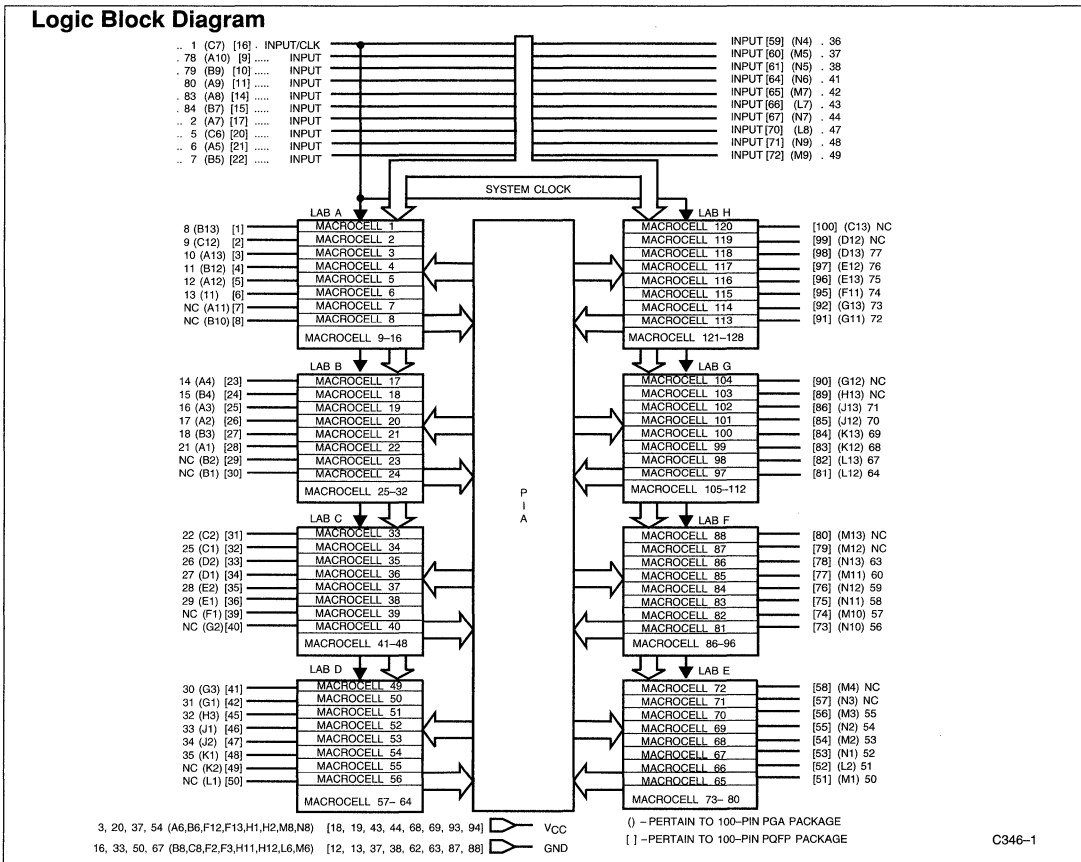 Logic Block Diagram
.. 1 (C7) [16] . INPUT/CLK
. 78 (A10) [9] ..... INPUT
. 79 (B9) [10] ..... INPUT
80 (A9) [11] ..... INPUT
. 83 (A8) [14] ..... INPUT
. 84 (B7) [15] ..... INPUT
.. 2 (A7) [17] ..... INPUT
.. 5 (C6) [20] ..... INPUT
.. 6 (A5) [21] ..... INPUT
.. 7 (B5) [22] ..... INPUT
INPUT [59] (N4) . 36
INPUT [60] (M5) . 37
INPUT [61] (N5) . 38
INPUT [64] (N6) . 41
INPUT [65] (M7) . 42
INPUT [66] (L7) . 43
INPUT [67] (N7) . 44
INPUT [70] (L8) . 47
INPUT [71] (N9) . 48
INPUT [72] (M9) . 49
SYSTEM CLOCK
LAB A
8 (B13) [1] MACROCELL 1
9 (C12) [2] MACROCELL 2
10 (A13) [3] MACROCELL 3
11 (B12) [4] MACROCELL 4
12 (A12) [5] MACROCELL 5
13 (11) [6] MACROCELL 6
NC (A11) [7] MACROCELL 7
NC (B10) [8] MACROCELL 8
MACROCELL 9–16
LAB B
14 (A4) [23] MACROCELL 17
15 (B4) [24] MACROCELL 18
16 (A3) [25] MACROCELL 19
17 (A2) [26] MACROCELL 20
18 (B3) [27] MACROCELL 21
21 (A1) [28] MACROCELL 22
NC (B2) [29] MACROCELL 23
NC (B1) [30] MACROCELL 24
MACROCELL 25–32
LAB C
22 (C2) [31] MACROCELL 33
25 (C1) [32] MACROCELL 34
26 (D2) [33] MACROCELL 35
27 (D1) [34] MACROCELL 36
28 (E2) [35] MACROCELL 37
29 (E1) [36] MACROCELL 38
NC (F1) [39] MACROCELL 39
NC (G2) [40] MACROCELL 40
MACROCELL 41–48
LAB D
30 (G3) [41] MACROCELL 49
31 (G1) [42] MACROCELL 50
32 (H3) [45] MACROCELL 51
33 (J1) [46] MACROCELL 52
34 (J2) [47] MACROCELL 53
35 (K1) [48] MACROCELL 54
NC (K2) [49] MACROCELL 55
NC (L1) [50] MACROCELL 56
MACROCELL 57– 64
P
I
A
LAB H
MACROCELL 120 [100] (C13) NC
MACROCELL 119 [99] (D12) NC
MACROCELL 118 [98] (D13) 77
MACROCELL 117 [97] (E12) 76
MACROCELL 116 [96] (E13) 75
MACROCELL 115 [95] (F11) 74
MACROCELL 114 [92] (G13) 73
MACROCELL 113 [91] (G11) 72
MACROCELL 121–128
LAB G
MACROCELL 104 [90] (G12) NC
MACROCELL 103 [89] (H13) NC
MACROCELL 102 [86] (J13) 71
MACROCELL 101 [85] (J12) 70
MACROCELL 100 [84] (K13) 69
MACROCELL 99 [83] (K12) 68
MACROCELL 98 [82] (L13) 67
MACROCELL 97 [81] (L12) 64
MACROCELL 105–112
LAB F
MACROCELL 88 [80] (M13) NC
MACROCELL 87 [79] (M12) NC
MACROCELL 86 [78] (N13) 63
MACROCELL 85 [77] (M11) 60
MACROCELL 84 [76] (N12) 59
MACROCELL 83 [75] (N11) 58
MACROCELL 82 [74] (M10) 57
MACROCELL 81 [73] (N10) 56
MACROCELL 86–96
LAB E
MACROCELL 72 [58] (M4) NC
MACROCELL 71 [57] (N3) NC
MACROCELL 70 [56] (M3) 55
MACROCELL 69 [55] (N2) 54
MACROCELL 68 [54] (M2) 53
MACROCELL 67 [53] (N1) 52
MACROCELL 66 [52] (L2) 51
MACROCELL 65 [51] (M1) 50
MACROCELL 73– 80
3, 20, 37, 54 (A6,B6,F12,F13,H1,H2,M8,N8) [18, 19, 43, 44, 68, 69, 93, 94] VCC
16, 33, 50, 67 (B8,C8,F2,F3,H11,H12,L6,M6) [12, 13, 37, 38, 62, 63, 87, 88] GND
() – PERTAIN TO 100–PIN PGA PACKAGE
[ ] – PERTAIN TO 100–PIN PQFP PACKAGE
C346–1